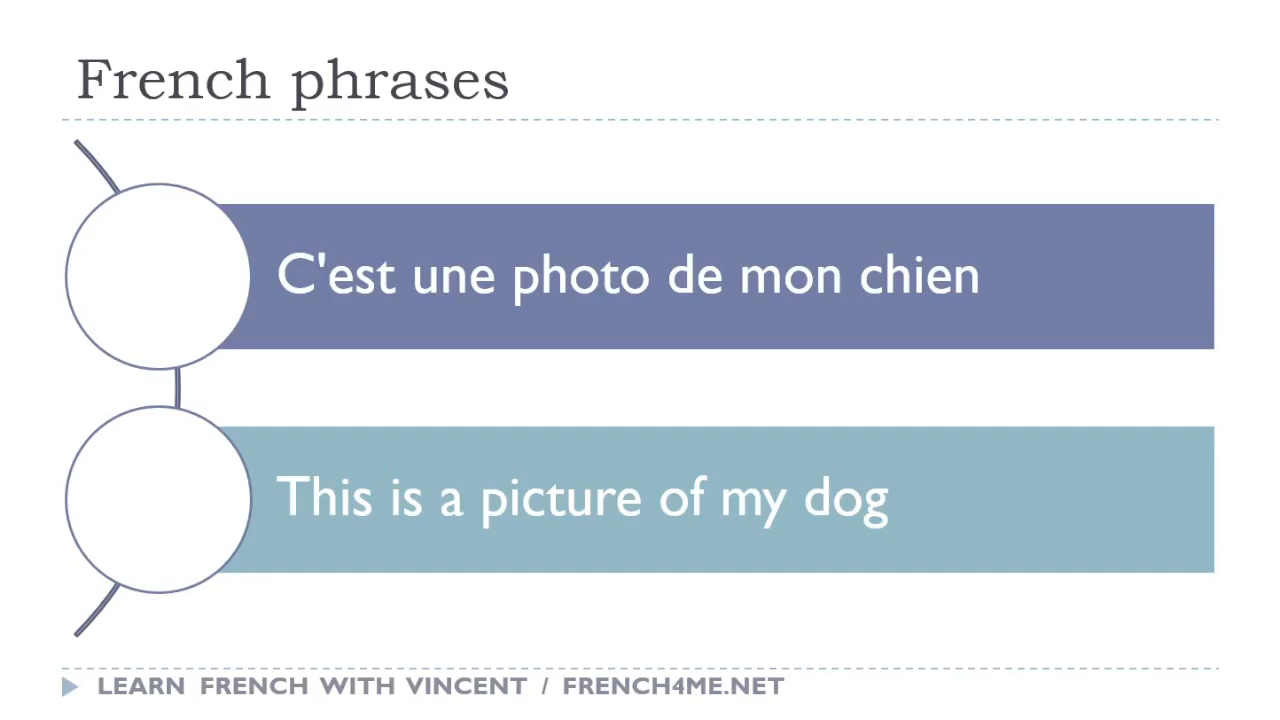 French phrases
C'est une photo de mon chien
This is a picture of my dog
LEARN FRENCH WITH VINCENT / FRENCH4ME.NET